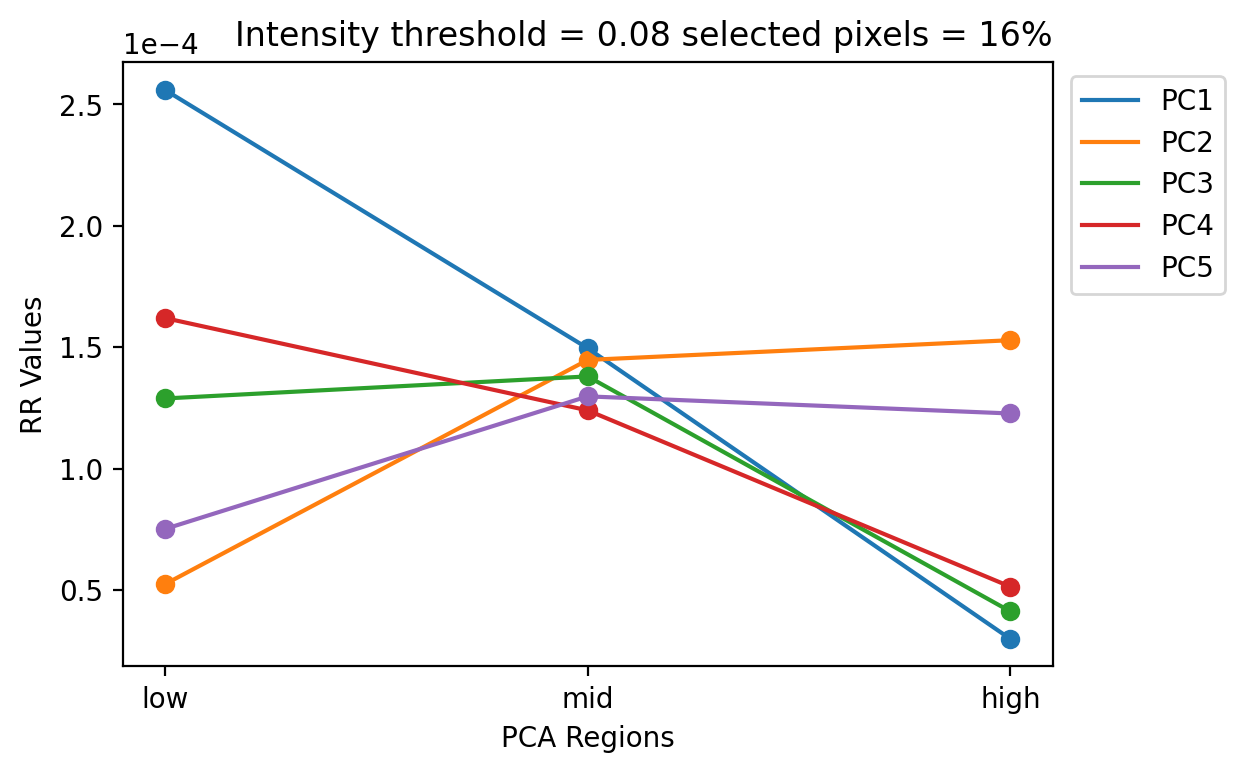 Intensity threshold = 0.08 selected pixels = 16%
1e−4
2.5
2.0
1.5
1.0
0.5
RR Values
low
mid
high
PCA Regions
PC1
PC2
PC3
PC4
PC5